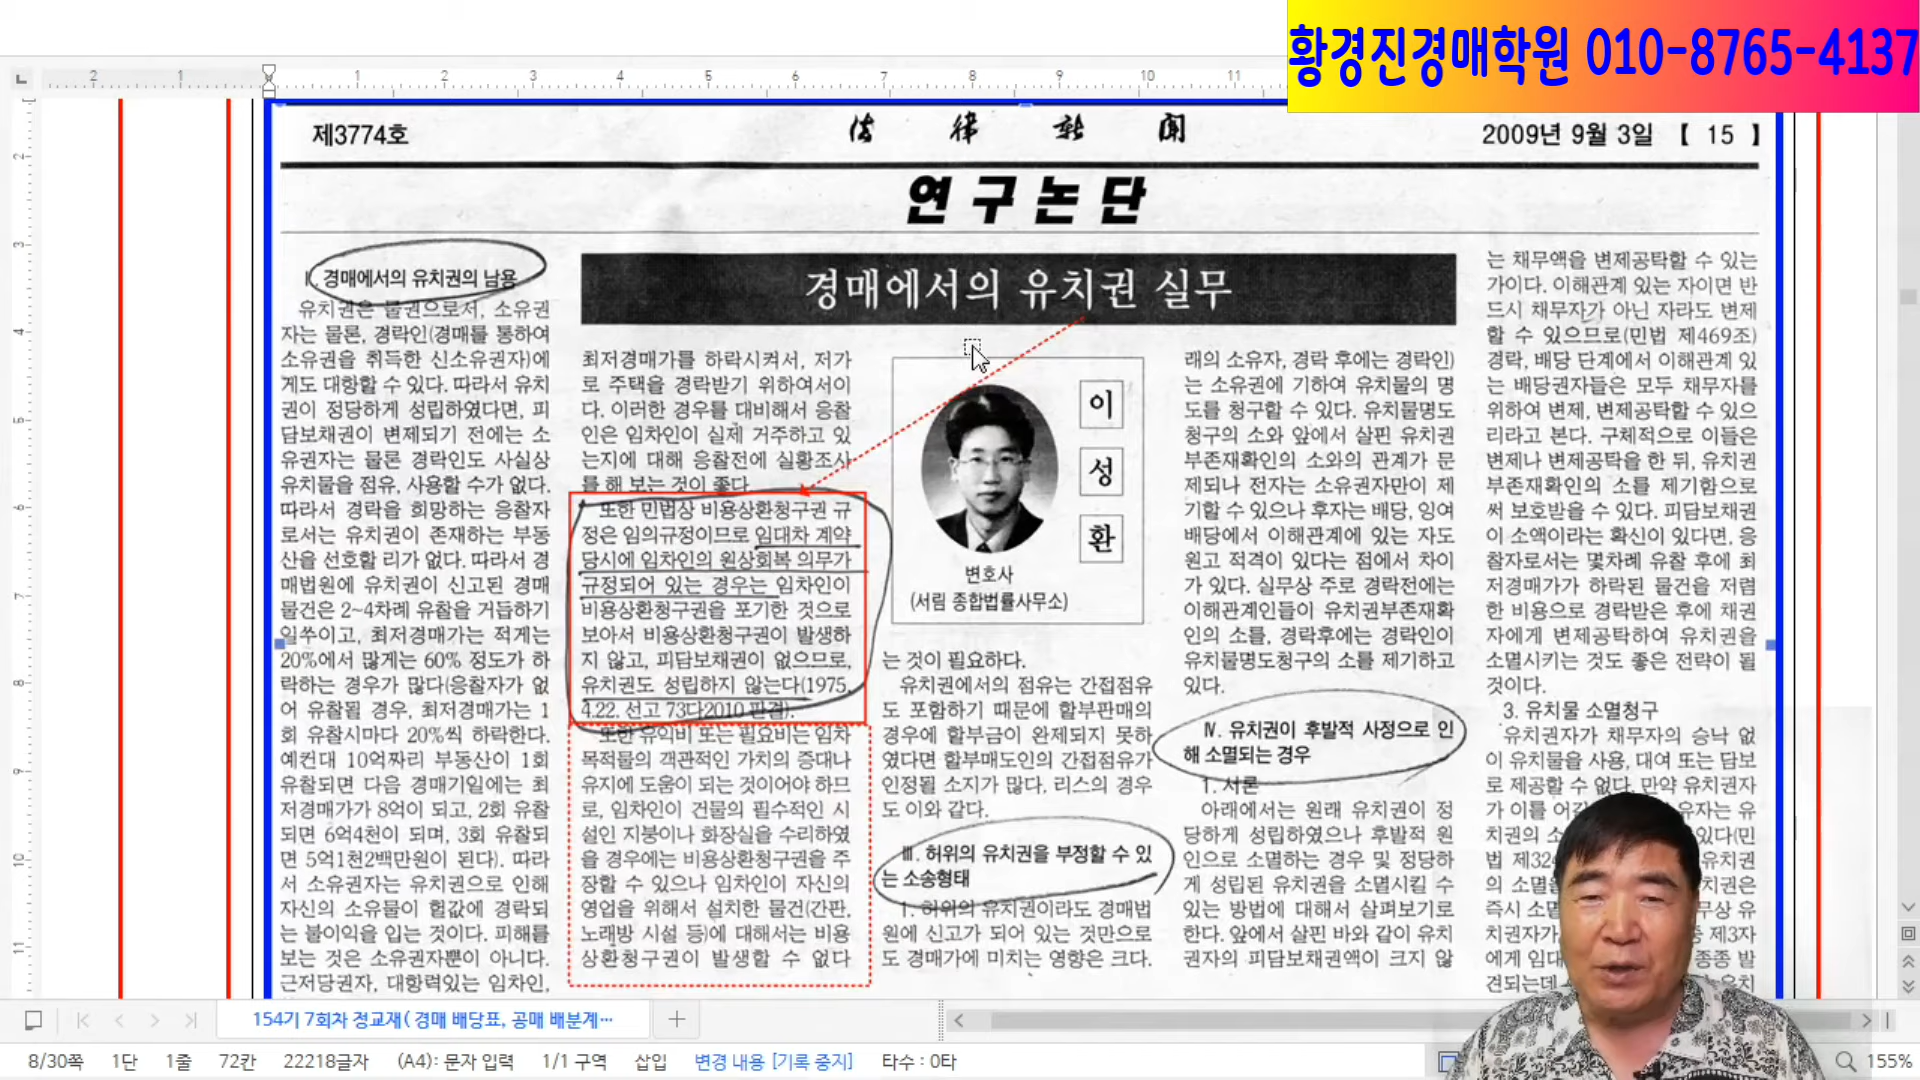 황경진경매학원 010-8765-4137
제3774호
法律新聞
2009년 9월 3일 【 15 】
연구논단
경매에서의 유치권 실무
Ⅰ. 경매에서의 유치권의 남용
유치권은 물권으로서, 소유권
자는 물론, 경락인(경매를 통하여
소유권을 취득한 신소유권자)에
게도 대항할 수 있다. 따라서 유치
권이 정당하게 성립하였다면, 피
담보채권이 변제되기 전에는 소
유권자는 물론 경락인도 사실상
유치물을 점유, 사용할 수가 없다.
따라서 경락을 희망하는 응찰자
로서는 유치권이 존재하는 부동
산을 선호할 리가 없다. 따라서 경
매법원에 유치권이 신고된 경매
물건은 2~4차례 유찰을 거듭하기
일쑤이고, 최저경매가는 적게는
20%에서 많게는 60% 정도가 하
락하는 경우가 많다(응찰자가 없
어 유찰될 경우, 최저경매가는 1
회 유찰시마다 20%씩 하락한다.
예컨대 10억짜리 부동산이 1회
유찰되면 다음 경매기일에는 최
저경매가가 8억이 되고, 2회 유찰
되면 6억4천이 되며, 3회 유찰되
면 5억1천2백만원이 된다). 따라
서 소유권자는 유치권으로 인해
자신의 소유물이 헐값에 경락되
는 불이익을 입는 것이다. 피해를
보는 것은 소유권자뿐이 아니다.
근저당권자, 대항력있는 임차인,
최저경매가를 하락시켜서, 저가
로 주택을 경락받기 위하여서이
다. 이러한 경우를 대비해서 응찰
인은 임차인이 실제 거주하고 있
는지에 대해 응찰전에 실황조사
를 해 보는 것이 좋다.
또한 민법상 비용상환청구권 규
정은 임의규정이므로 임대차 계약
당시에 임차인의 원상회복 의무가
규정되어 있는 경우는 임차인이
비용상환청구권을 포기한 것으로
보아서 비용상환청구권이 발생하
지 않고, 피담보채권이 없으므로,
유치권도 성립하지 않는다(1975.
4.22. 선고 73다2010 판결).
또한 유익비 또는 필요비는 임차
목적물의 객관적인 가치의 증대나
유지에 도움이 되는 것이어야 하므
로, 임차인이 건물의 필수적인 시
설인 지붕이나 화장실을 수리하였
을 경우에는 비용상환청구권을 주
장할 수 있으나 임차인이 자신의
영업을 위해서 설치한 물건(간판,
노래방 시설 등)에 대해서는 비용
상환청구권이 발생할 수 없다
이
성
환
변호사
(서림 종합법률사무소)
는 것이 필요하다.
유치권에서의 점유는 간접점유
도 포함하기 때문에 할부판매의
경우에 할부금이 완제되지 못하
였다면 할부매도인의 간접점유가
인정될 소지가 많다. 리스의 경우
도 이와 같다.
Ⅲ. 허위의 유치권을 부정할 수 있
는 소송형태
1. 허위의 유치권이라도 경매법
원에 신고가 되어 있는 것만으로
도 경매가에 미치는 영향은 크다.
래의 소유자, 경락 후에는 경락인)
는 소유권에 기하여 유치물의 명
도를 청구할 수 있다. 유치물명도
청구의 소와 앞에서 살핀 유치권
부존재확인의 소와의 관계가 문
제되나 전자는 소유권자만이 제
기할 수 있으나 후자는 배당, 잉여
배당에서 이해관계에 있는 자도
원고 적격이 있다는 점에서 차이
가 있다. 실무상 주로 경락전에는
이해관계인들이 유치권부존재확
인의 소를, 경락후에는 경락인이
유치물명도청구의 소를 제기하고
있다.
Ⅳ. 유치권이 후발적 사정으로 인
해 소멸되는 경우
1. 서론
아래에서는 원래 유치권이 정
당하게 성립하였으나 후발적 원
인으로 소멸하는 경우 및 정당하
게 성립된 유치권을 소멸시킬 수
있는 방법에 대해서 살펴보기로
한다. 앞에서 살핀 바와 같이 유치
권자의 피담보채권액이 크지 않
는 채무액을 변제공탁할 수 있는
가이다. 이해관계 있는 자이면 반
드시 채무자가 아닌 자라도 변제
할 수 있으므로(민법 제469조)
경락, 배당 단계에서 이해관계 있
는 배당권자들은 모두 채무자를
위하여 변제, 변제공탁할 수 있으
리라고 본다. 구체적으로 이들은
변제나 변제공탁을 한 뒤, 유치권
부존재확인의 소를 제기함으로
써 보호받을 수 있다. 피담보채권
이 소액이라는 확신이 있다면, 응
찰자로서는 몇차례 유찰 후에 최
저경매가가 하락된 물건을 저렴
한 비용으로 경락받은 후에 채권
자에게 변제공탁하여 유치권을
소멸시키는 것도 좋은 전략이 될
것이다.
3. 유치물 소멸청구
유치권자가 채무자의 승낙 없
이 유치물을 사용, 대여 또는 담보
로 제공할 수 없다. 만약 유치권자
가 이를 어 유자는 유
치권의 소 있다(민
법 제32 유치권
의 소멸 치권은
즉시 소멸 무상 유
치권자가 제3자
에게 임대 종종 발
견되는데 유치
154기 7회차 정교재( 경매 배당표, 공매 배분계…
8/30쪽 1단 1줄 72칸 22218글자 (A4): 문자 입력 1/1 구역 삽입 변경 내용 [기록 중지] 타수 : 0타 155%